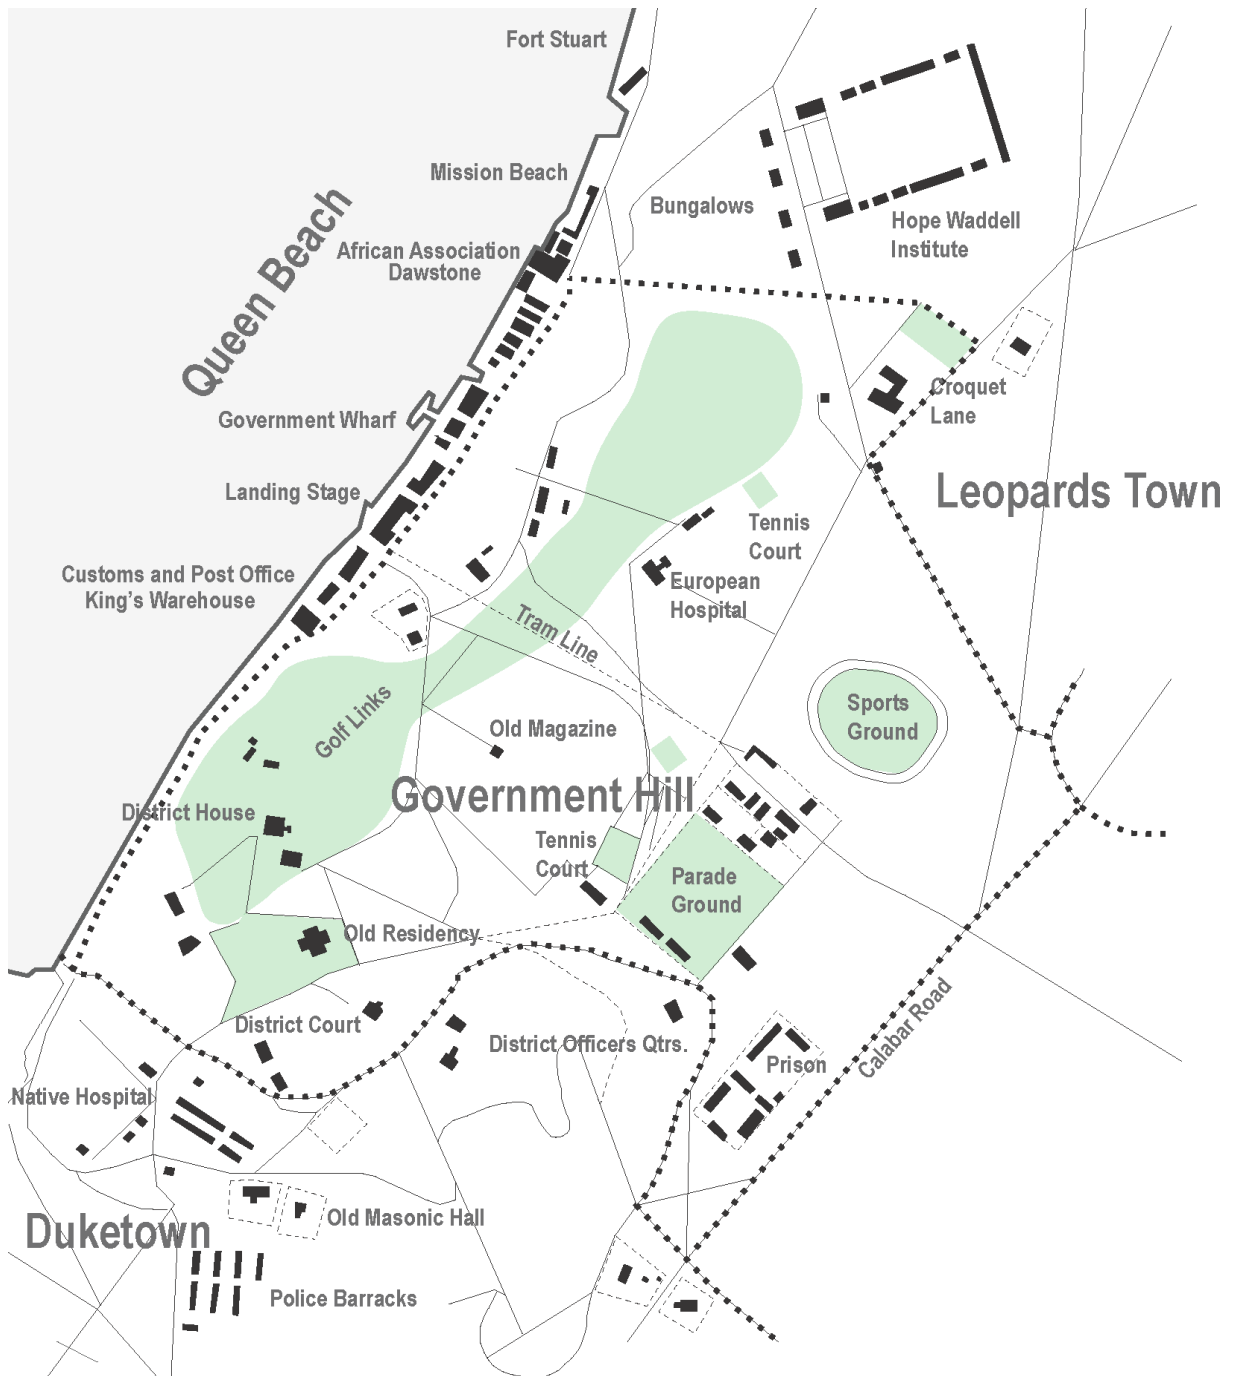 Fort Stuart
Mission Beach
Queen Beach
African Association
Dawstone
Bungalows
Hope Waddell
Institute
Government Wharf
Croquet
Lane
Landing Stage
Leopards Town
Tennis
Court
Customs and Post Office
King's Warehouse
European
Hospital
Tram Line
Golf Links
Sports
Ground
Old Magazine
Government Hill
District House
Tennis
Court
Parade
Ground
Old Residency
District Court
District Officers Qtrs.
Calabar Road
Prison
Native Hospital
Duketown
Old Masonic Hall
Police Barracks